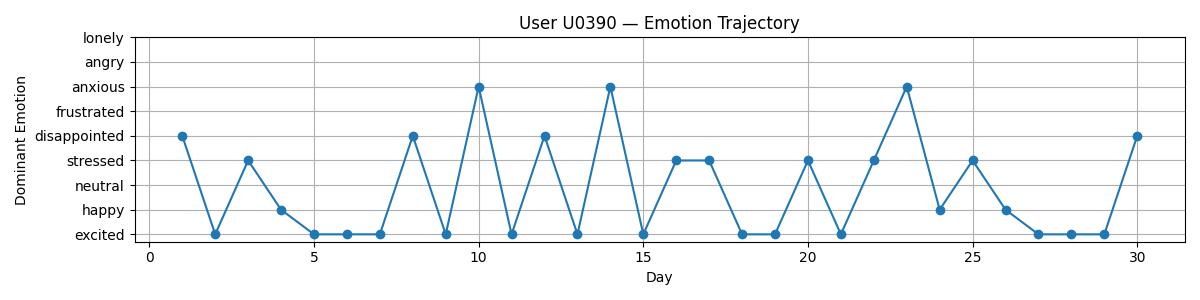 User U0390 — Emotion Trajectory
lonely
angry
anxious
frustrated
disappointed
stressed
neutral
happy
excited
Dominant Emotion
0 5 10 15 20 25 30
Day